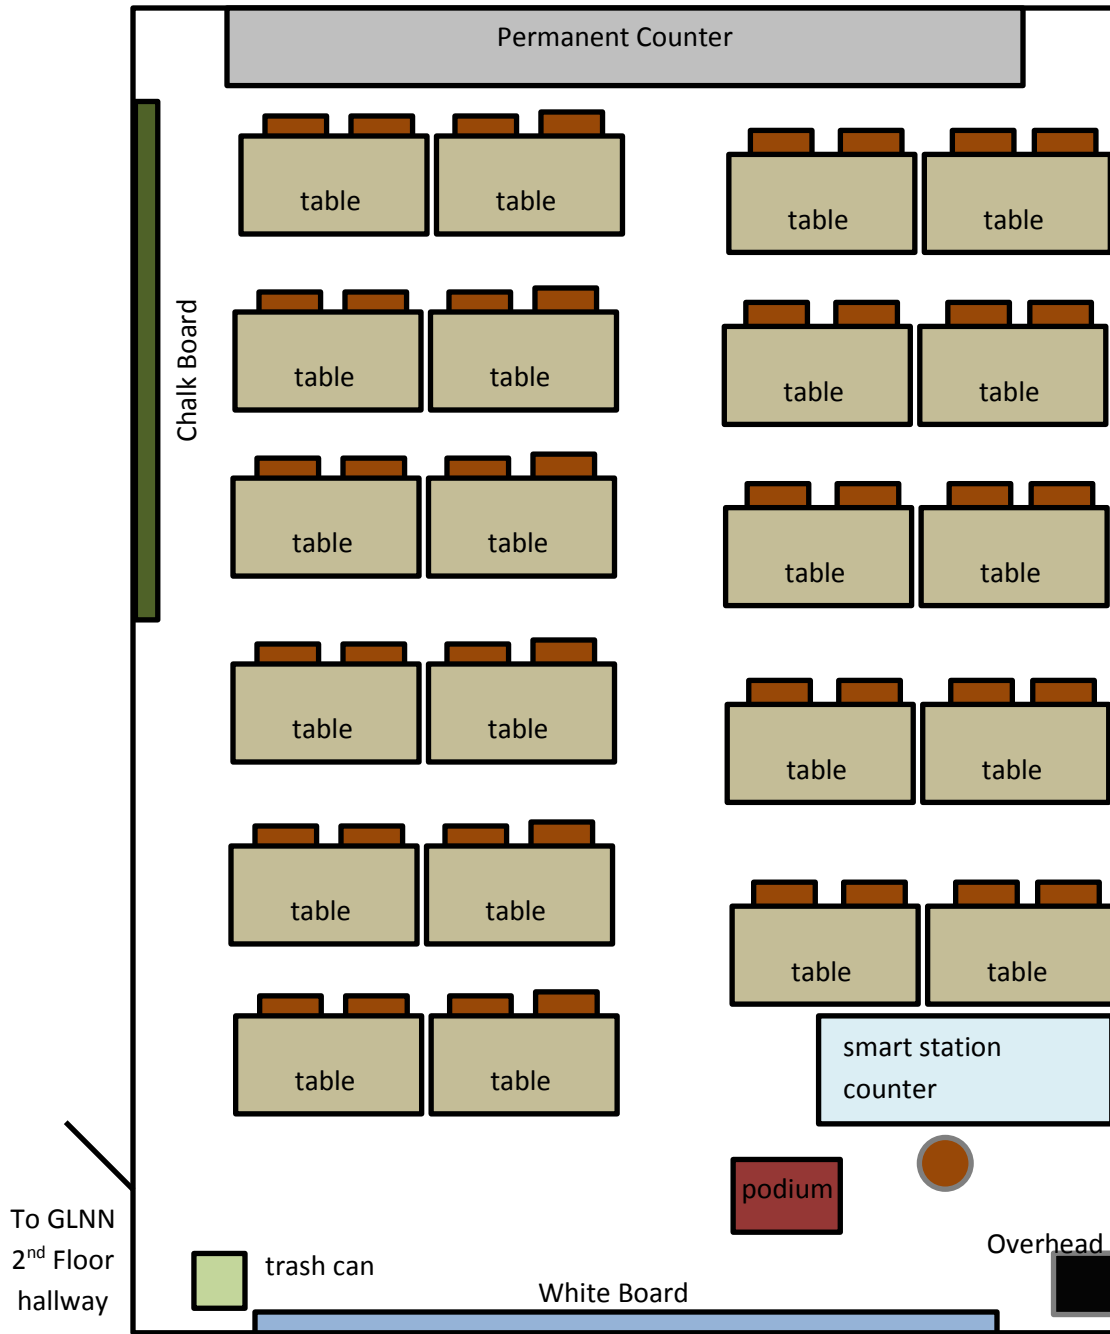 Permanent Counter
table table
table table
Chalk Board
table table
table table
table table
table table
table table
table table
table table
table table
table table
smart station
counter
podium
To GLNN
2nd Floor
hallway
Overhead
trash can
White Board